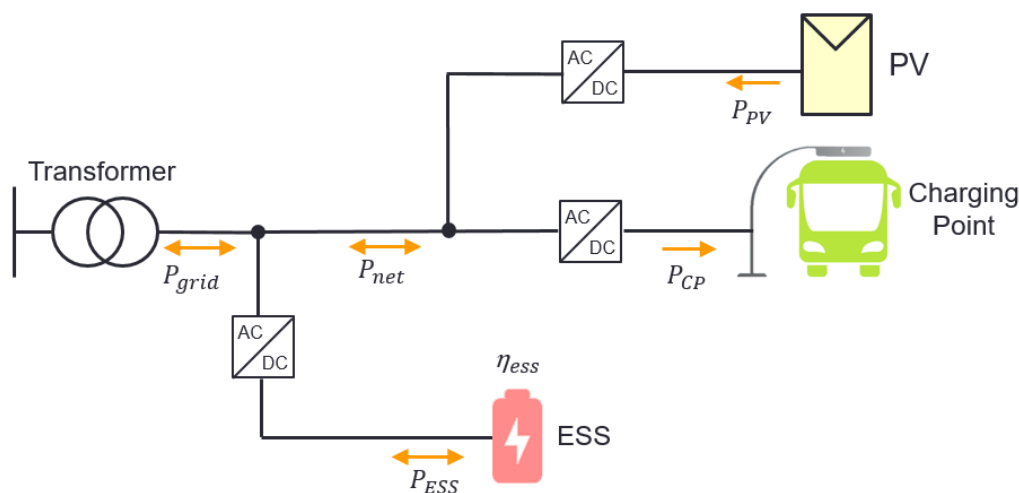 AC
DC
PV
P_PV
Transformer
AC
DC
Charging
Point
P_grid
P_net
P_CP
AC
DC
η_ess
ESS
P_ESS